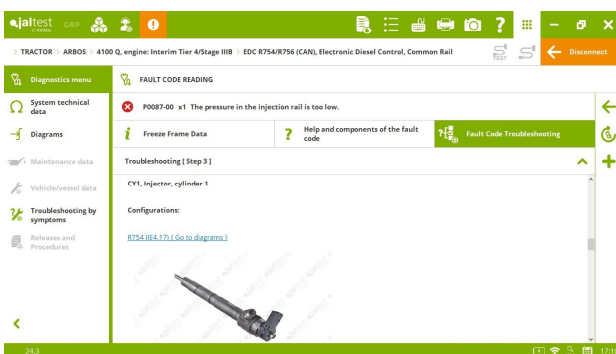 jaltest GRP
TRACTOR > ARBOS > 4100 Q, engine: Interim Tier 4/Stage IIIB > EDC R754/R756 (CAN), Electronic Diesel Control, Common Rail
TEST
Disconnect
Diagnostics menu
System technical data
Diagrams
Maintenance data
Vehicle/vessel data
Troubleshooting by symptoms
Releases and Procedures
FAULT CODE READING
P0087-00 x1 The pressure in the injection rail is too low.
Freeze Frame Data
Help and components of the fault code
Fault Code Troubleshooting
Troubleshooting [ Step 3 ]
CY1, Injector, cylinder 1
Configurations:
R754 (IE4.17) ( Go to diagrams )
24.3